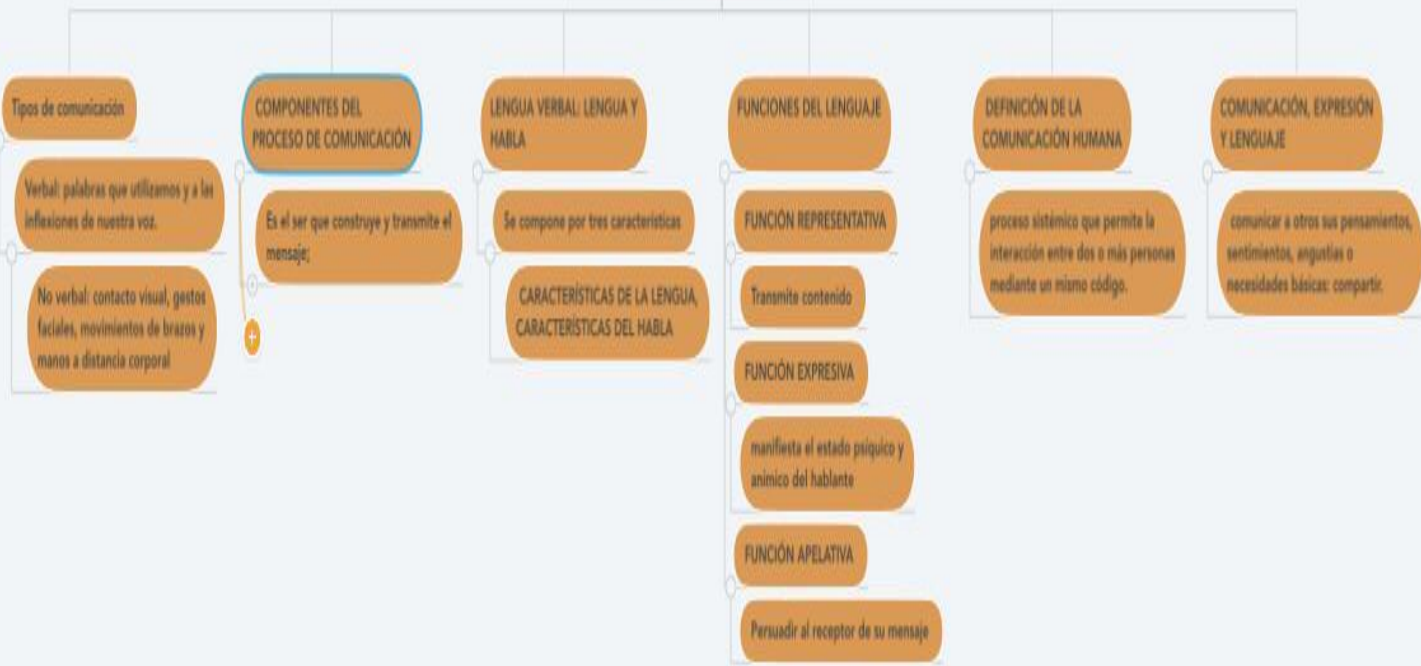 Tipos de comunicación
Verbal: palabras que utilizamos y a las
inflexiones de nuestra voz.
No verbal: contacto visual, gestos
faciales, movimientos de brazos y
manos a distancia corporal
COMPONENTES DEL
PROCESO DE COMUNICACIÓN
Es el ser que construye y transmite el
mensaje;
LENGUA VERBAL: LENGUA Y
HABLA
Se compone por tres características
CARACTERÍSTICAS DE LA LENGUA,
CARACTERÍSTICAS DEL HABLA
FUNCIONES DEL LENGUAJE
FUNCIÓN REPRESENTATIVA
Transmite contenido
FUNCIÓN EXPRESIVA
manifiesta el estado psíquico y
anímico del hablante
FUNCIÓN APELATIVA
Persuadir al receptor de su mensaje
DEFINICIÓN DE LA
COMUNICACIÓN HUMANA
proceso sistémico que permite la
interacción entre dos o más personas
mediante un mismo código.
COMUNICACIÓN, EXPRESIÓN
Y LENGUAJE
comunicar a otros sus pensamientos,
sentimientos, angustias o
necesidades básicas: compartir.